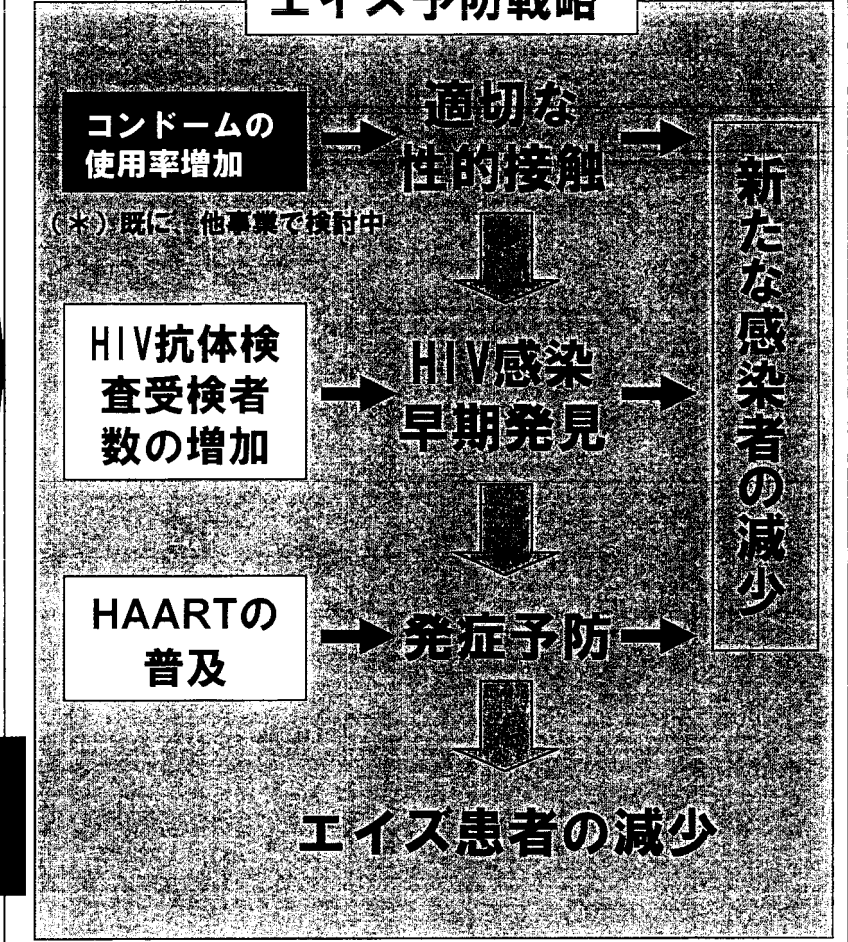 エイズ予防戦略
コンドームの
使用率増加
適切な
性的接触
(*)既に、他事業で検討中
HIV抗体検
査受検者
数の増加
HIV感染
早期発見
HAARTの
普及
発症予防
エイズ患者の減少
新たな感染者の減少